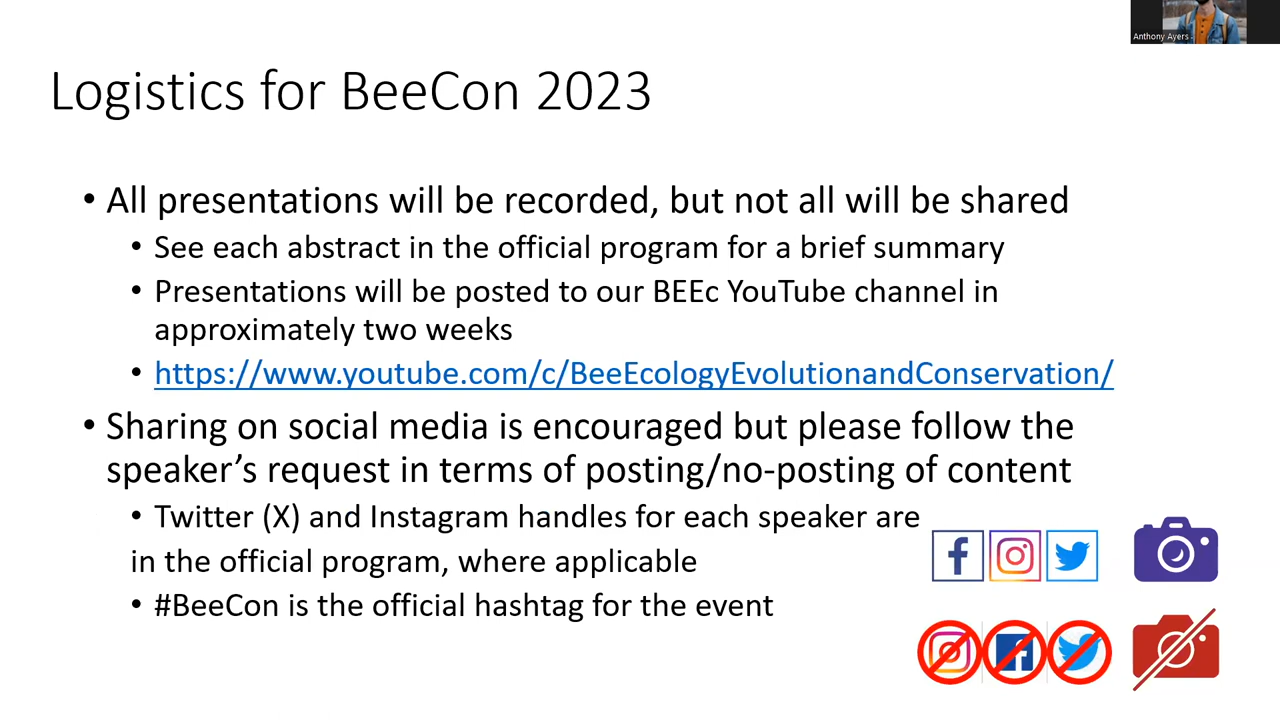 Anthony Ayers
Logistics for BeeCon 2023
• All presentations will be recorded, but not all will be shared
• See each abstract in the official program for a brief summary
• Presentations will be posted to our BEEc YouTube channel in
approximately two weeks
• https://www.youtube.com/c/BeeEcologyEvolutionandConservation/
• Sharing on social media is encouraged but please follow the
speaker’s request in terms of posting/no-posting of content
• Twitter (X) and Instagram handles for each speaker are
in the official program, where applicable
• #BeeCon is the official hashtag for the event